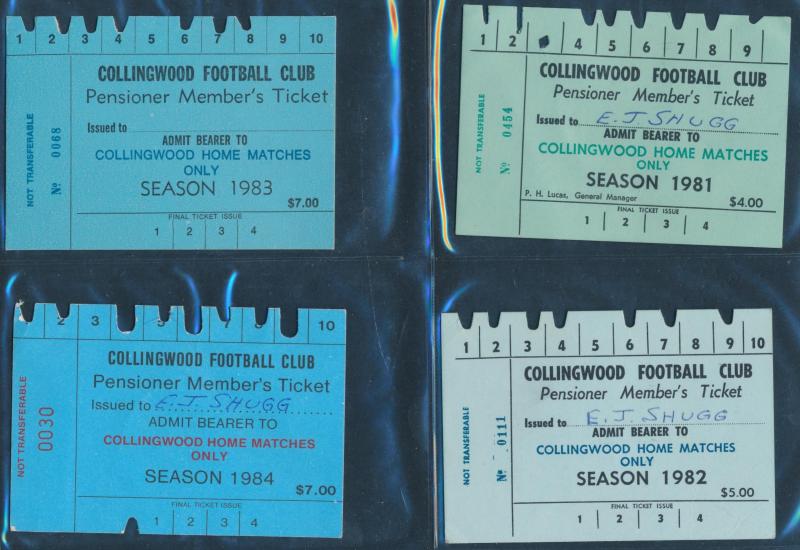 1 2 3 4 5 6 7 8 9 10
COLLINGWOOD FOOTBALL CLUB
Pensioner Member's Ticket
Issued to
ADMIT BEARER TO
COLLINGWOOD HOME MATCHES
ONLY
SEASON 1983
$7.00
NOT TRANSFERABLE
No 0068
FINAL TICKET ISSUE
1 2 3 4
1 2 4 5 6 7 8 9
COLLINGWOOD FOOTBALL CLUB
Pensioner Member's Ticket
Issued to E. J. SHUGG
ADMIT BEARER TO
COLLINGWOOD HOME MATCHES
ONLY
SEASON 1981
P. H. Lucas, General Manager
$4.00
NOT TRANSFERABLE
No 0454
FINAL TICKET ISSUE
1 2 3 4
1 2 3 4 5 6 7 8 10
COLLINGWOOD FOOTBALL CLUB
Pensioner Member's Ticket
Issued to E. J. SHUGG
ADMIT BEARER TO
COLLINGWOOD HOME MATCHES
ONLY
SEASON 1984
$7.00
NOT TRANSFERABLE
0030
FINAL TICKET ISSUE
1 2 3 4
1 2 3 4 5 6 7 8 9 10
COLLINGWOOD FOOTBALL CLUB
Pensioner Member's Ticket
Issued to E. J. SHUGG
ADMIT BEARER TO
COLLINGWOOD HOME MATCHES
ONLY
SEASON 1982
$5.00
NOT TRANSFERABLE
No 0111
FINAL TICKET ISSUE
1 2 3 4